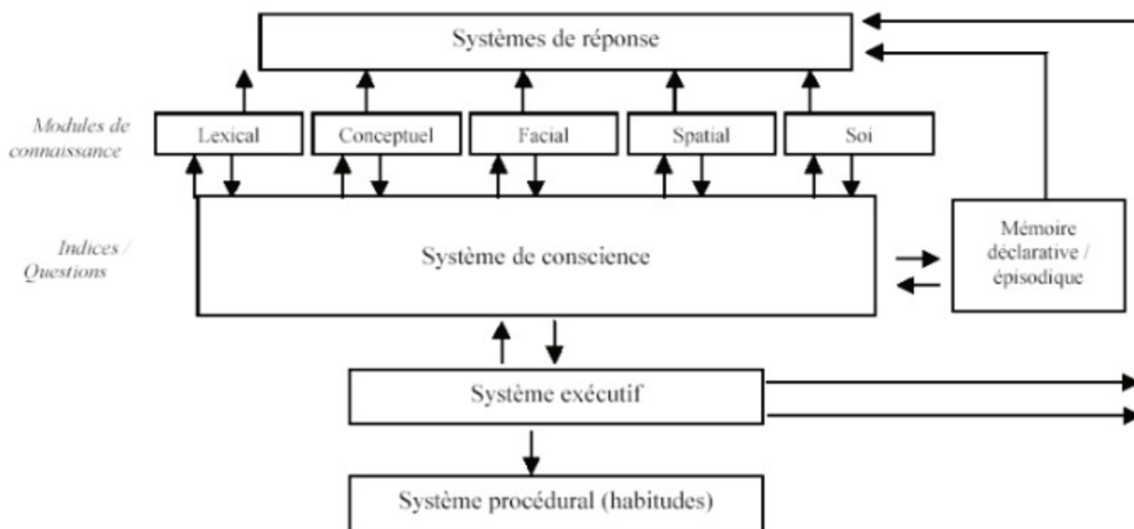 Systèmes de réponse
Modules de
connaissance
Lexical
Conceptuel
Facial
Spatial
Soi
Indices /
Questions
Système de conscience
Mémoire
déclarative /
épisodique
Système exécutif
Système procédural (habitudes)